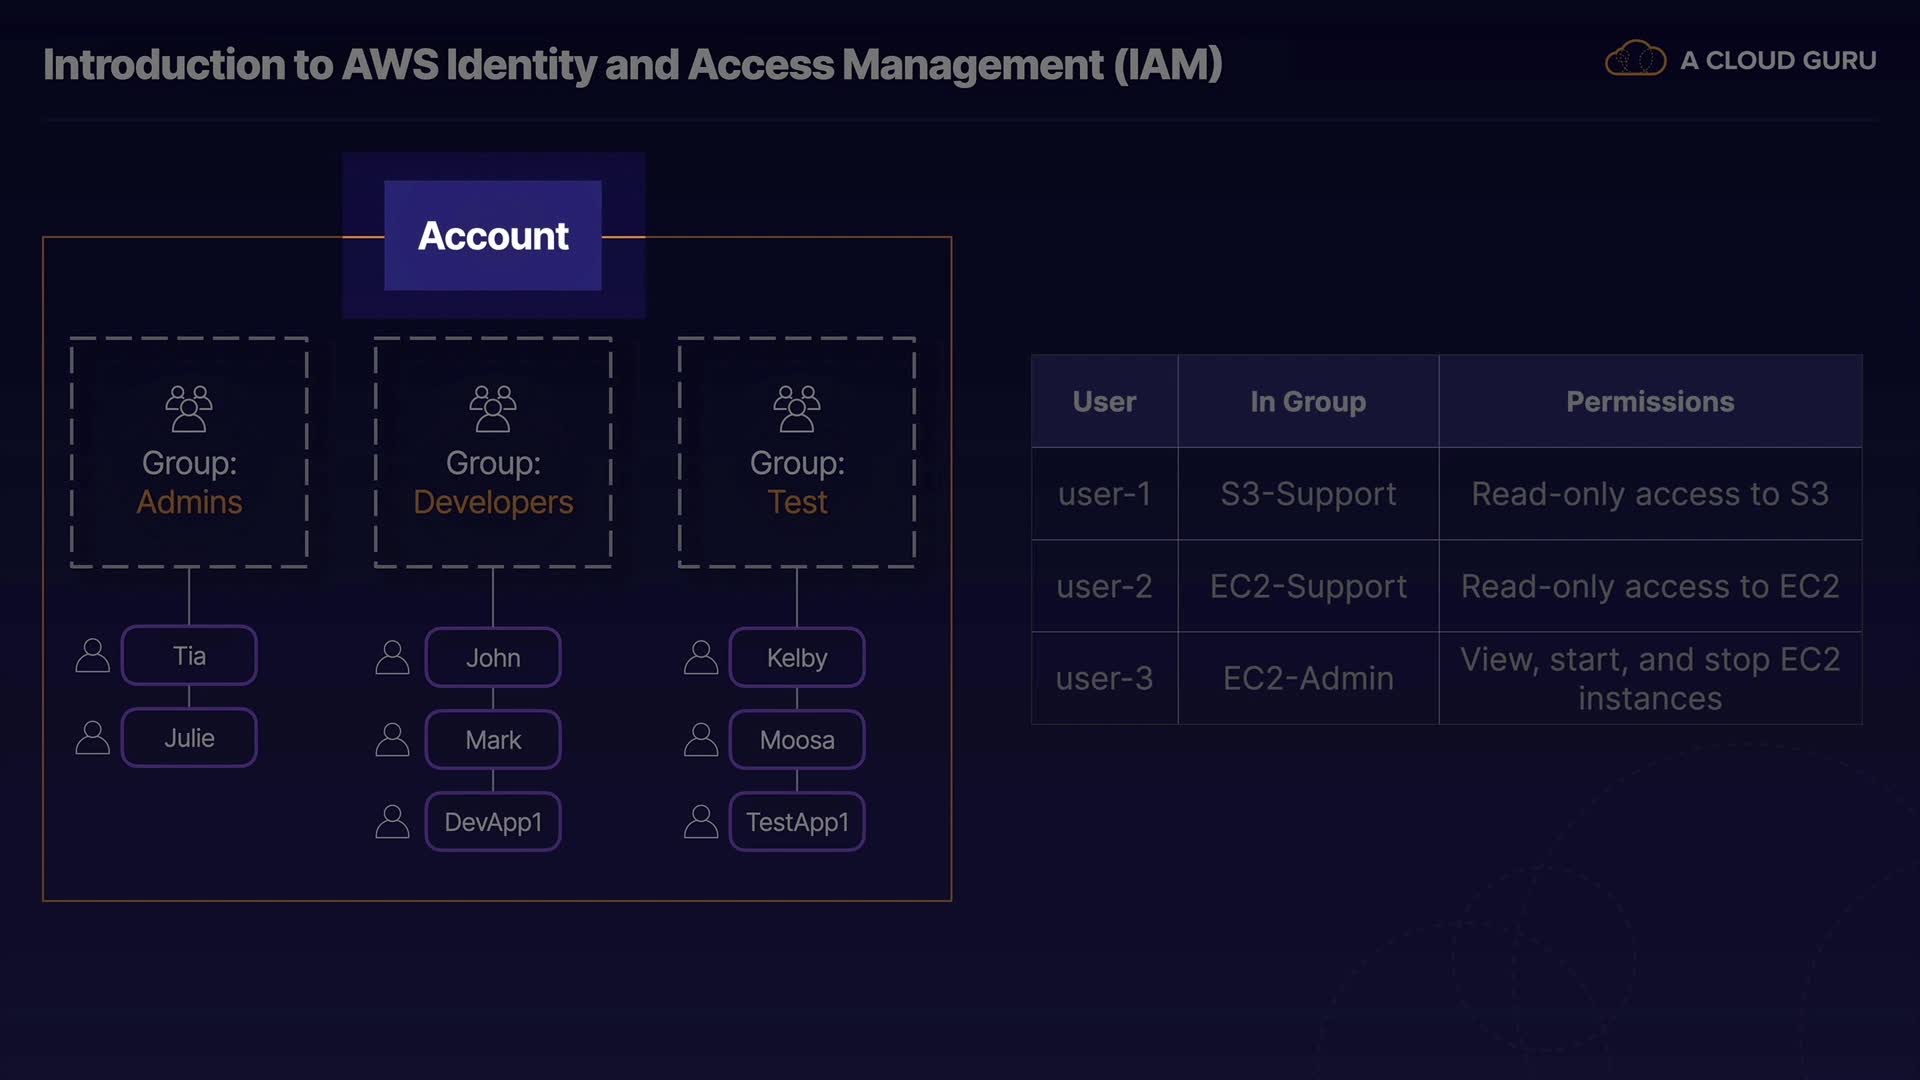 Introduction to AWS Identity and Access Management (IAM)
A CLOUD GURU
Account
Group:
Admins
Group:
Developers
Group:
Test
Tia
Julie
John
Mark
DevApp1
Kelby
Moosa
TestApp1
User In Group Permissions
user-1 S3-Support Read-only access to S3
user-2 EC2-Support Read-only access to EC2
user-3 EC2-Admin View, start, and stop EC2
instances